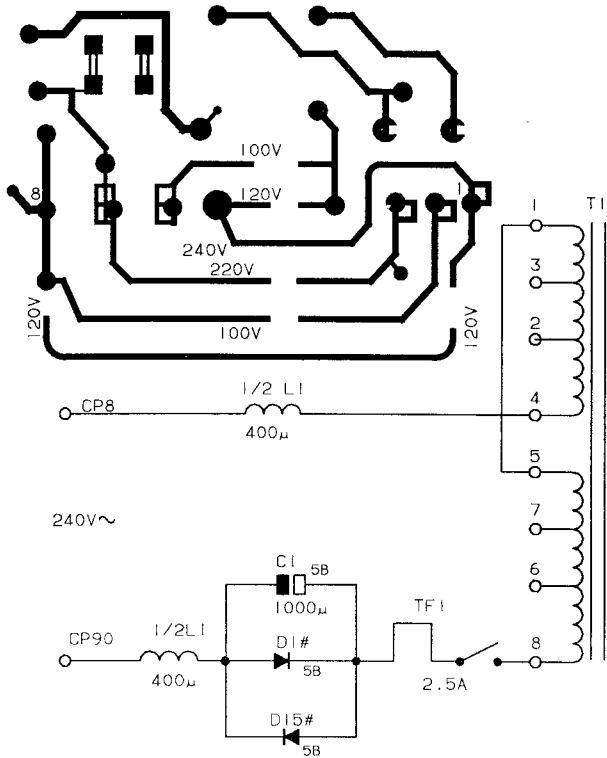 100V
8
120V
1
240V
220V
120V
100V
120V
1
T1
3
2
1/2 L1
4
CP8
400µ
5
240V~
7
C1
5B
6
1000µ
TF1
CP90
1/2L1
D1#
8
5B
400µ
2.5A
D15#
5B